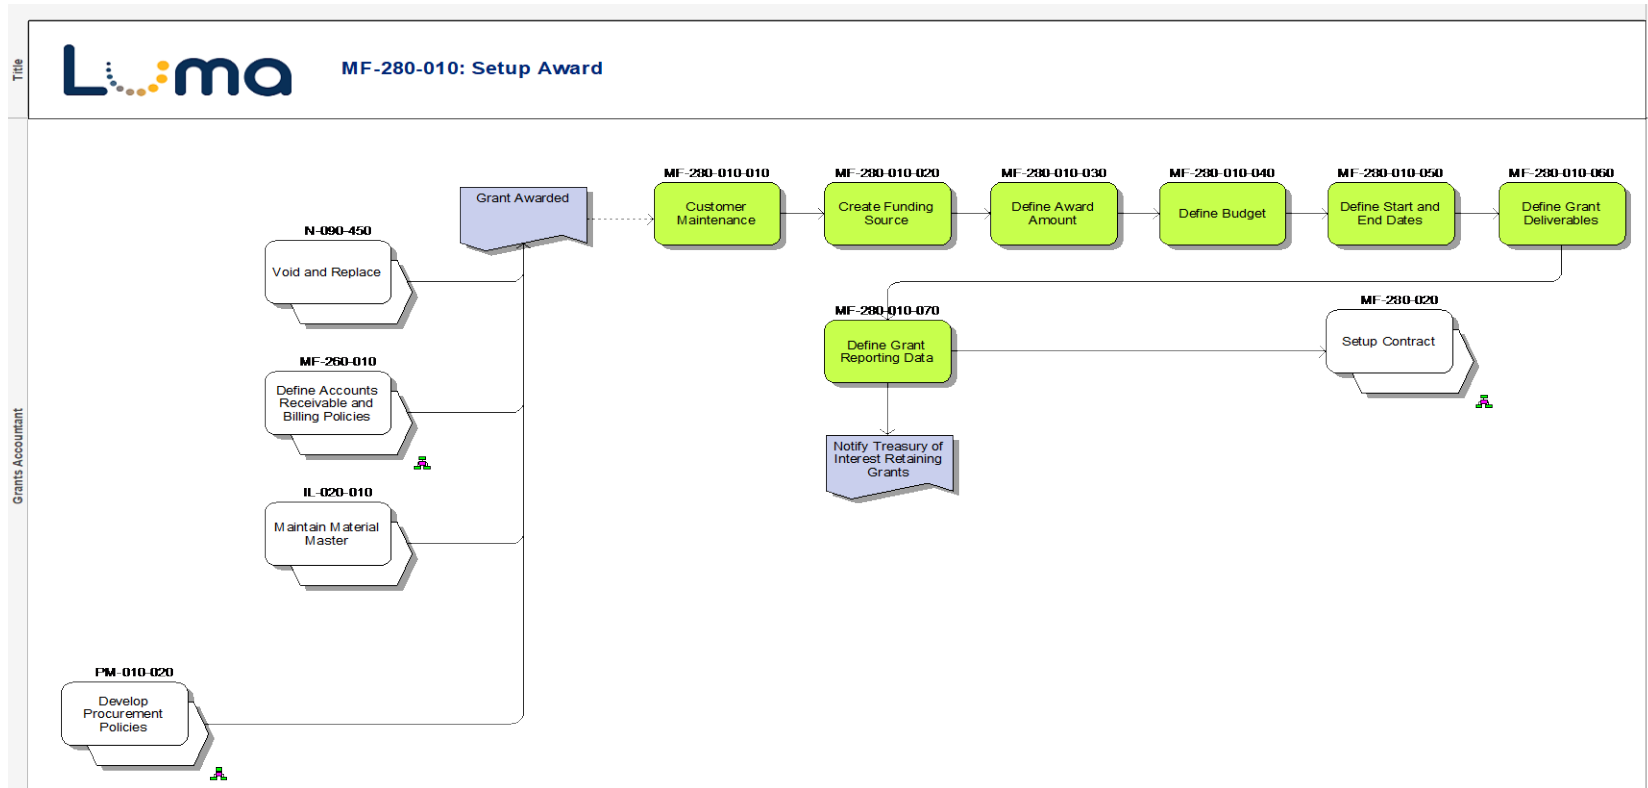 Title
Luma
MF-280-010: Setup Award
Grants Accountant
Grant Awarded
MF-280-010-010
Customer
Maintenance
MF-280-010-020
Create Funding
Source
MF-280-010-030
Define Award
Amount
MF-280-010-040
Define Budget
MF-280-010-050
Define Start and
End Dates
MF-280-010-060
Define Grant
Deliverables
N-090-450
Void and Replace
MF-280-010-070
Define Grant
Reporting Data
MF-280-020
Setup Contract
MF-260-010
Define Accounts
Receivable and
Billing Policies
Notify Treasury of
Interest Retaining
Grants
IL-020-010
Maintain Material
Master
PM-010-020
Develop
Procurement
Policies